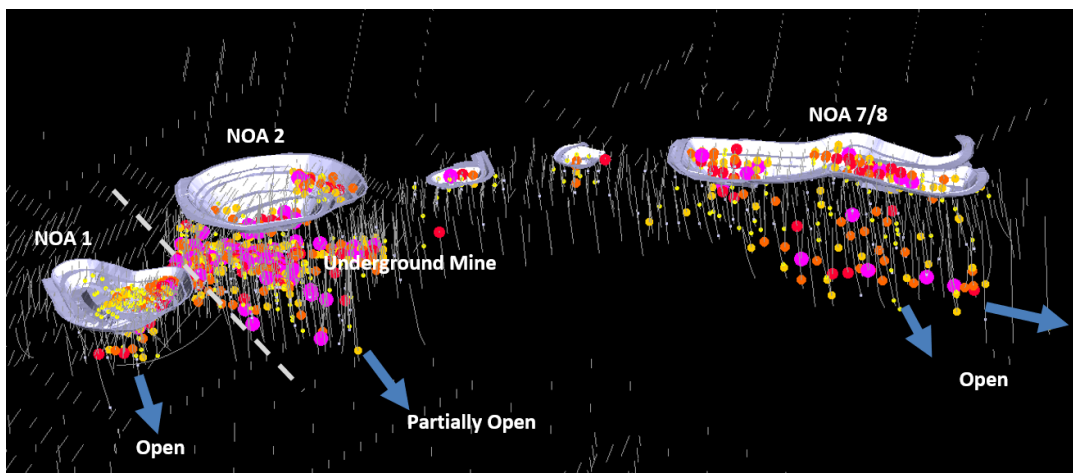 NOA 7/8
NOA 2
NOA 1
Underground Mine
Open
Partially Open
Open